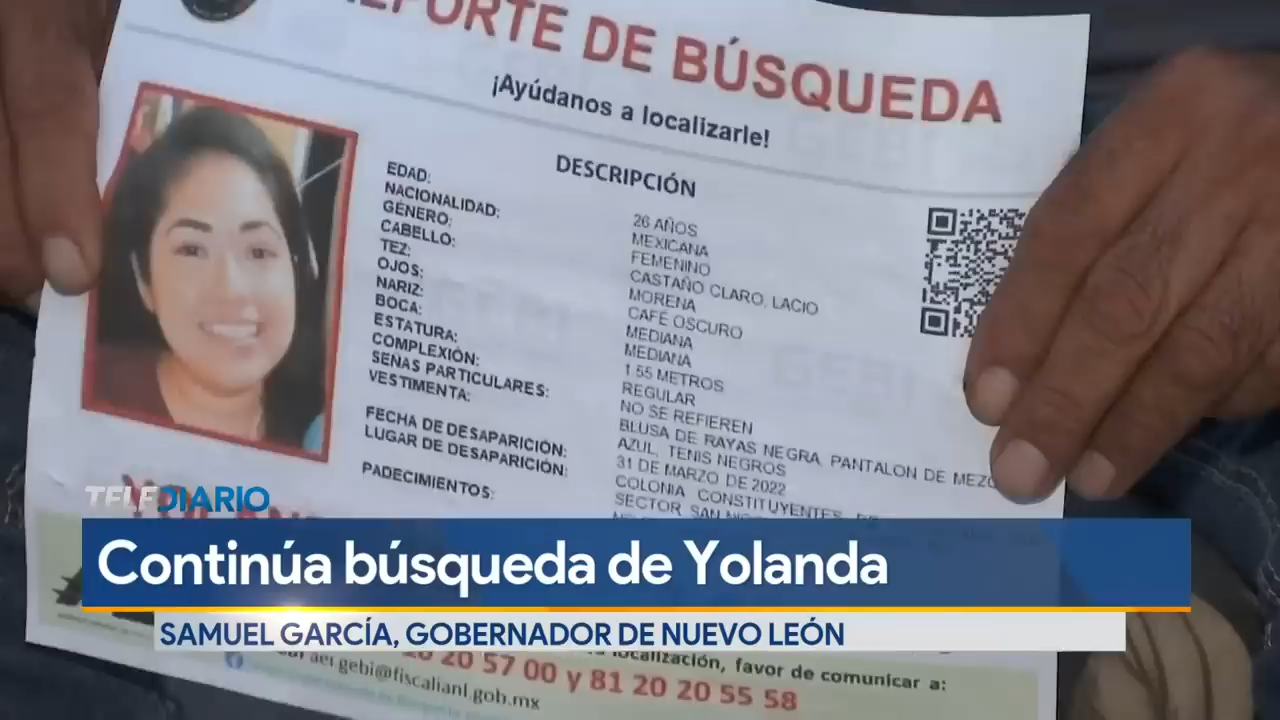 REPORTE DE BÚSQUEDA
¡Ayúdanos a localizarle!
DESCRIPCIÓN
EDAD: 26 AÑOS
NACIONALIDAD: MEXICANA
GÉNERO: FEMENINO
CABELLO: CASTAÑO CLARO, LACIO
TEZ: MORENA
OJOS: CAFÉ OSCURO
NARIZ: MEDIANA
BOCA: MEDIANA
ESTATURA: 1.55 METROS
COMPLEXIÓN: REGULAR
SEÑAS PARTICULARES: NO SE REFIEREN
VESTIMENTA: BLUSA DE RAYAS NEGRA, PANTALON DE MEZC
AZUL, TENIS NEGROS
FECHA DE DESAPARICIÓN: 31 DE MARZO DE 2022
LUGAR DE DESAPARICIÓN: COLONIA CONSTITUYENTES
SECTOR SAN
PADECIMIENTOS:
TELEDIARIO
Continúa búsqueda de Yolanda
SAMUEL GARCÍA, GOBERNADOR DE NUEVO LEÓN
localización, favor de comunicar a:
20 57 00 y 81 20 20 55 58
aei.gebi@fiscalianl.gob.mx